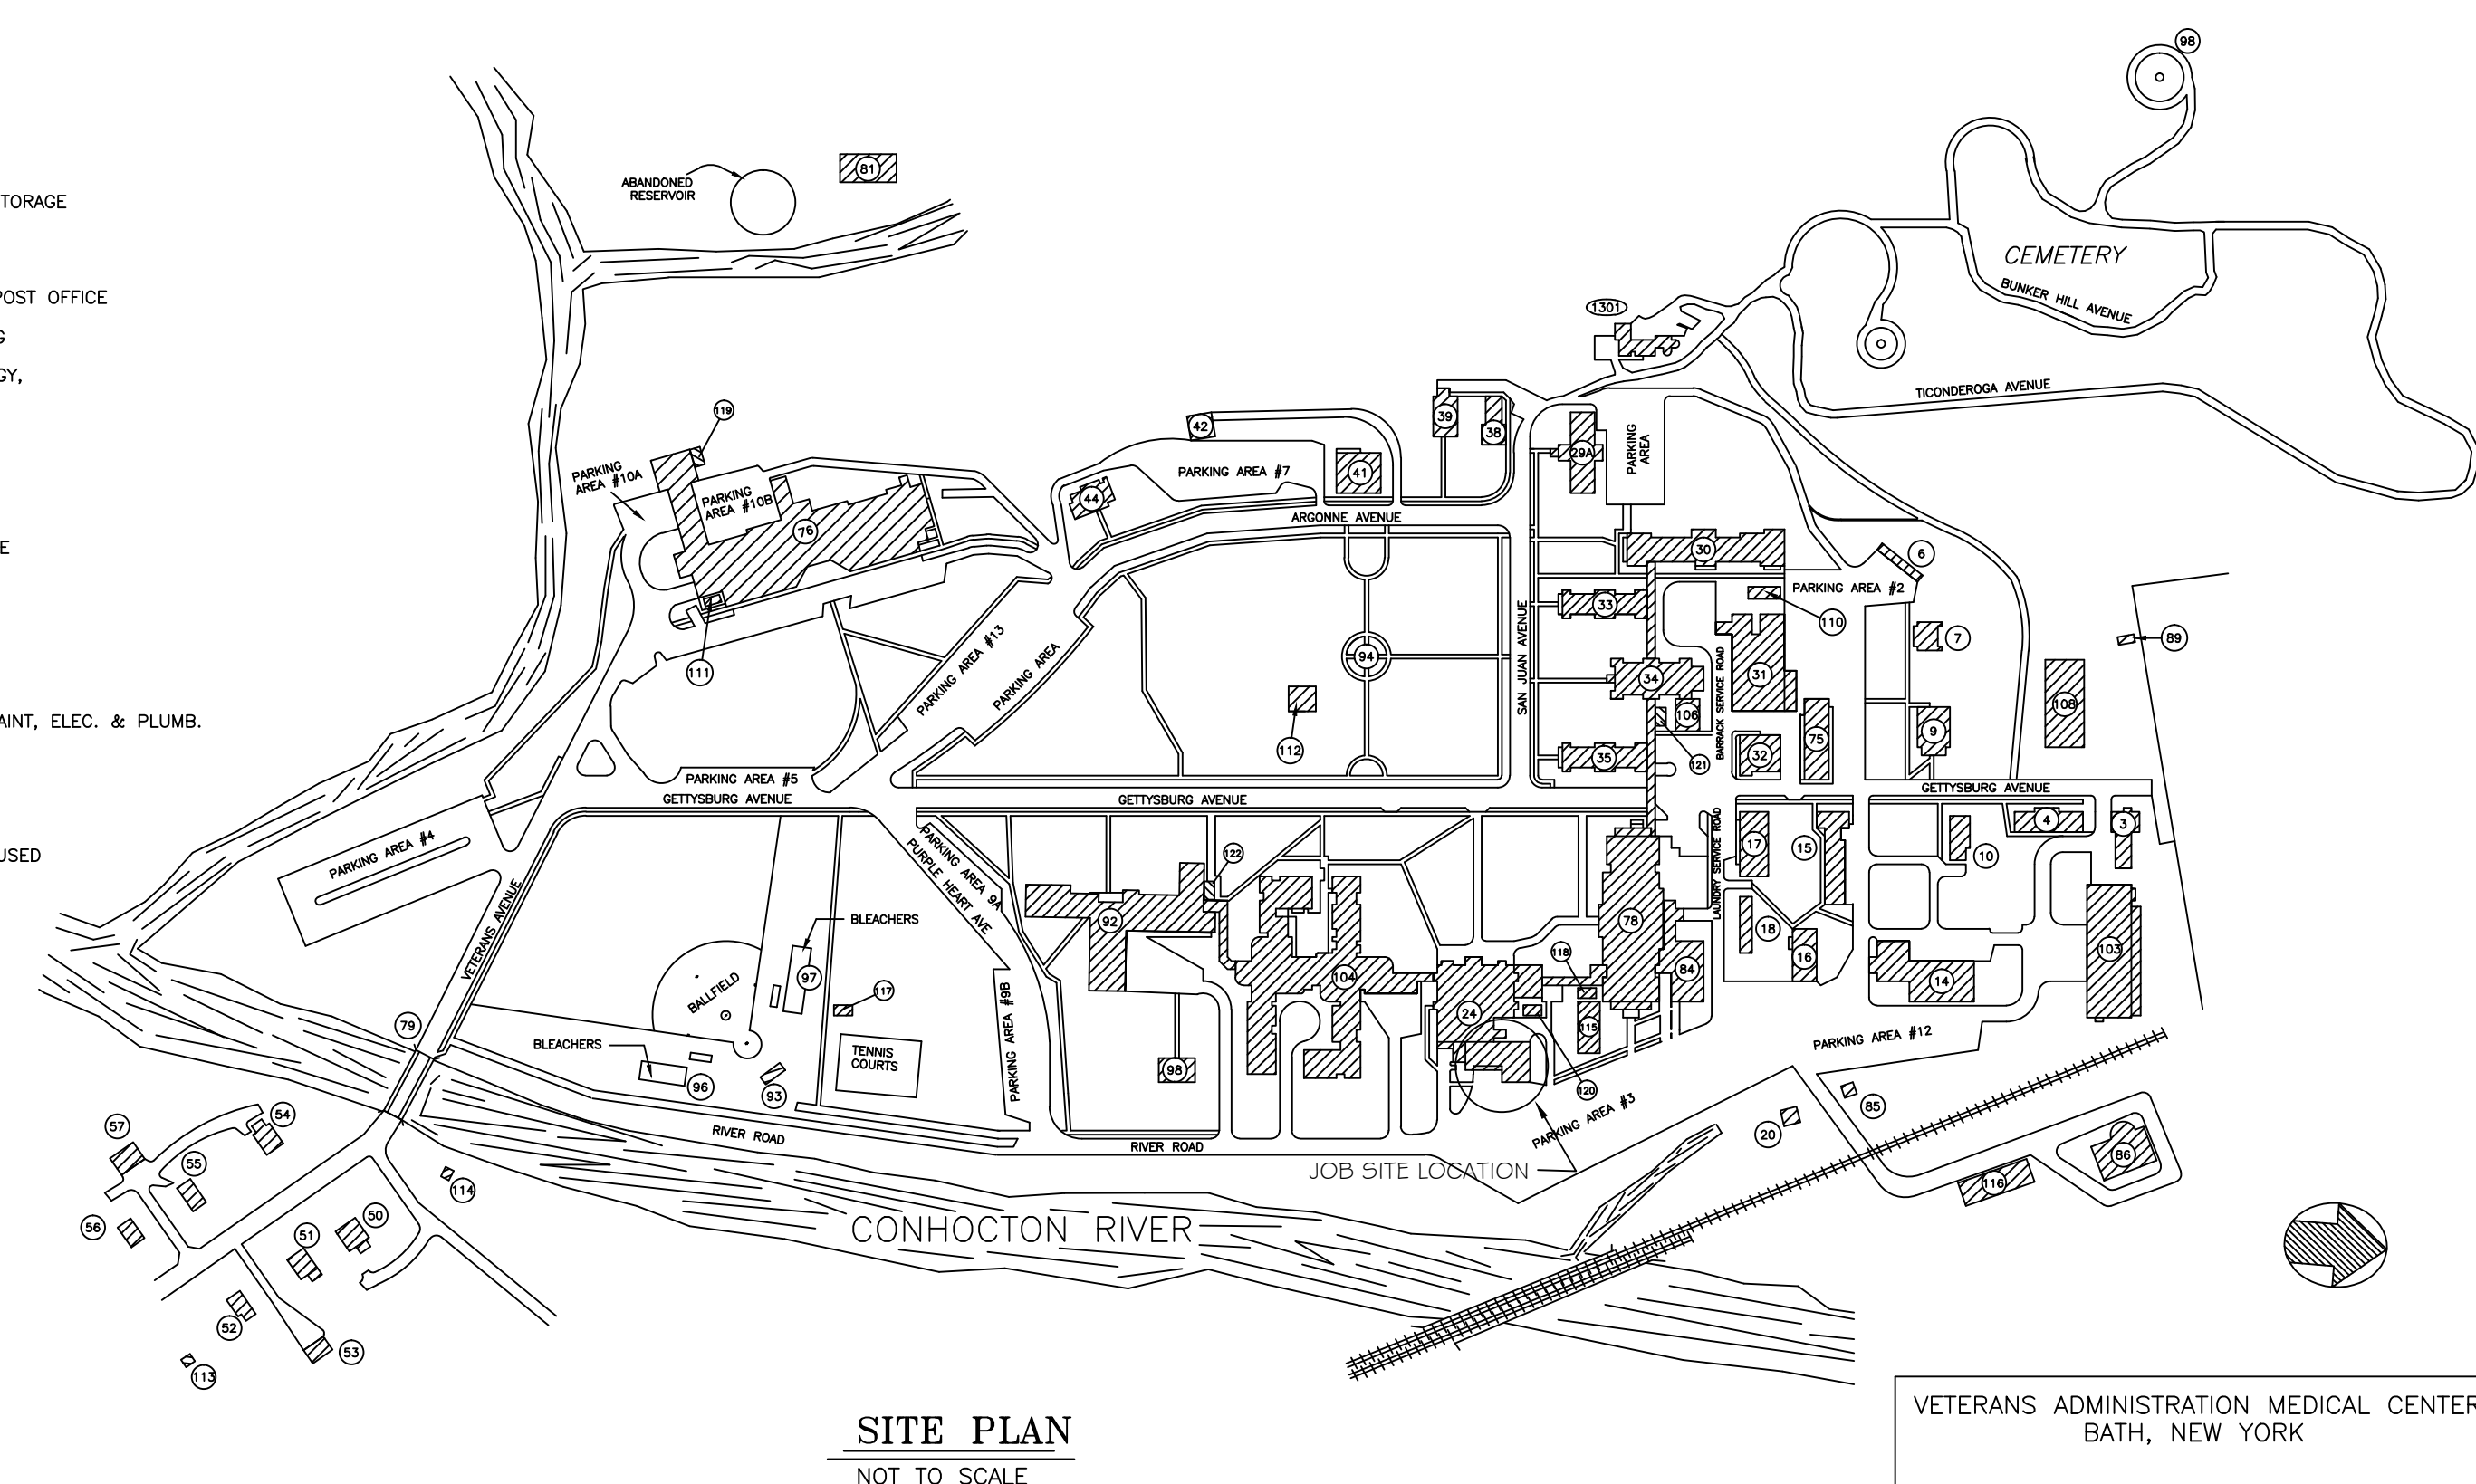 TORAGE
POST OFFICE
G
GY,
E
AINT, ELEC. & PLUMB.
USED
98
81
ABANDONED
RESERVOIR
CEMETERY
BUNKER HILL AVENUE
1301
TICONDEROGA AVENUE
119
42
39
38
29A
PARKING
AREA
PARKING
AREA #10A
PARKING
AREA #10B
76
44
PARKING AREA #7
41
ARGONNE AVENUE
30
6
PARKING AREA #2
33
110
7
89
111
PARKING AREA #13
PARKING AREA
94
SAN JUAN AVENUE
34
BARRACK SERVICE ROAD
31
108
106
112
35
121
32
75
9
PARKING AREA #5
GETTYSBURG AVENUE
GETTYSBURG AVENUE
GETTYSBURG AVENUE
PARKING AREA #4
PARKING AREA 9A
PURPLE HEART AVE
122
LAUNDRY SERVICE ROAD
17
15
4
3
10
VETERANS AVENUE
BLEACHERS
92
78
18
16
118
84
103
14
97
BALLFIELD
117
PARKING AREA #9B
104
24
115
79
BLEACHERS
TENNIS
COURTS
PARKING AREA #12
96
93
98
120
85
20
PARKING AREA #3
57
54
RIVER ROAD
RIVER ROAD
86
55
JOB SITE LOCATION
116
114
56
50
51
CONHOCTON RIVER
52
53
113
SITE PLAN
NOT TO SCALE
VETERANS ADMINISTRATION MEDICAL CENTER
BATH, NEW YORK